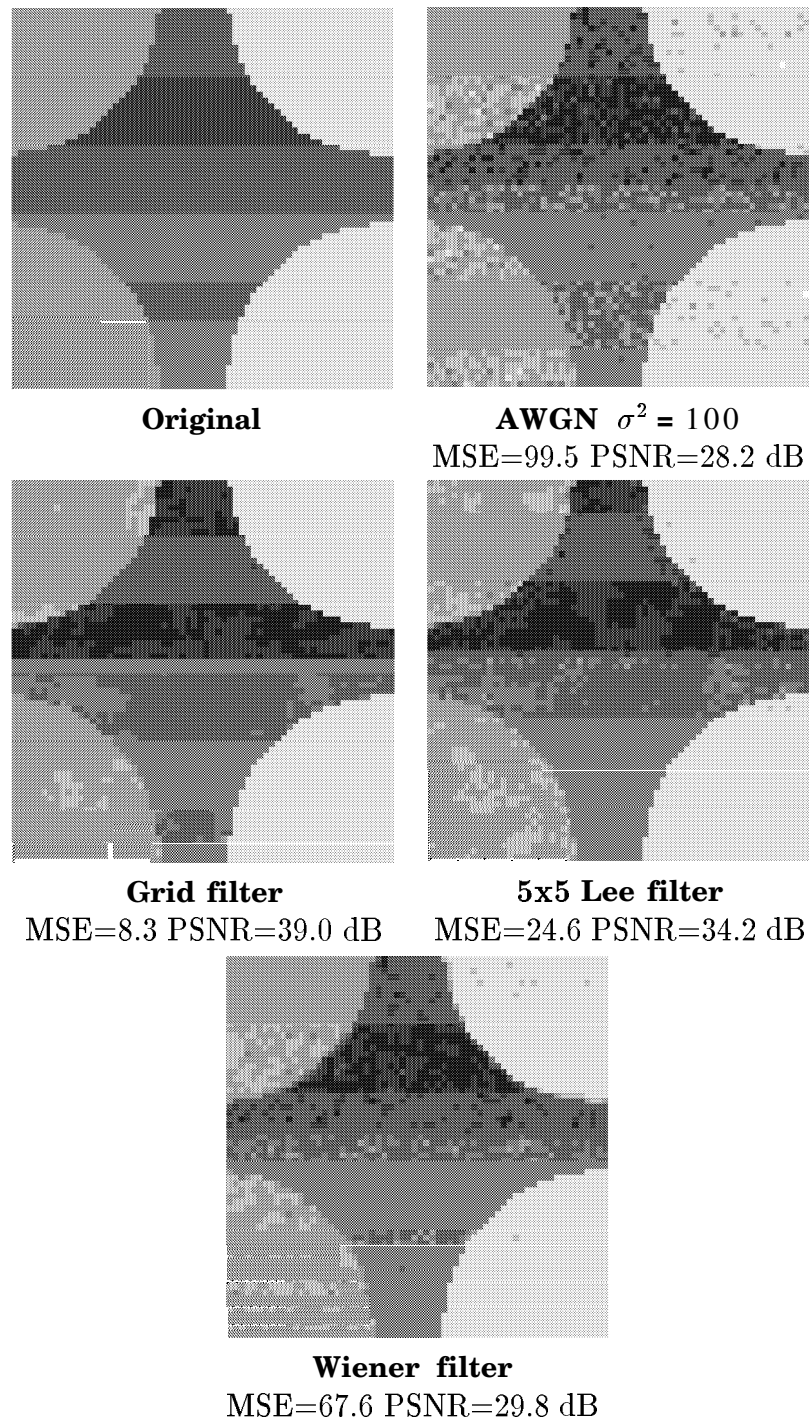 Original
AWGN σ² = 100
MSE=99.5 PSNR=28.2 dB
Grid filter
MSE=8.3 PSNR=39.0 dB
5x5 Lee filter
MSE=24.6 PSNR=34.2 dB
Wiener filter
MSE=67.6 PSNR=29.8 dB